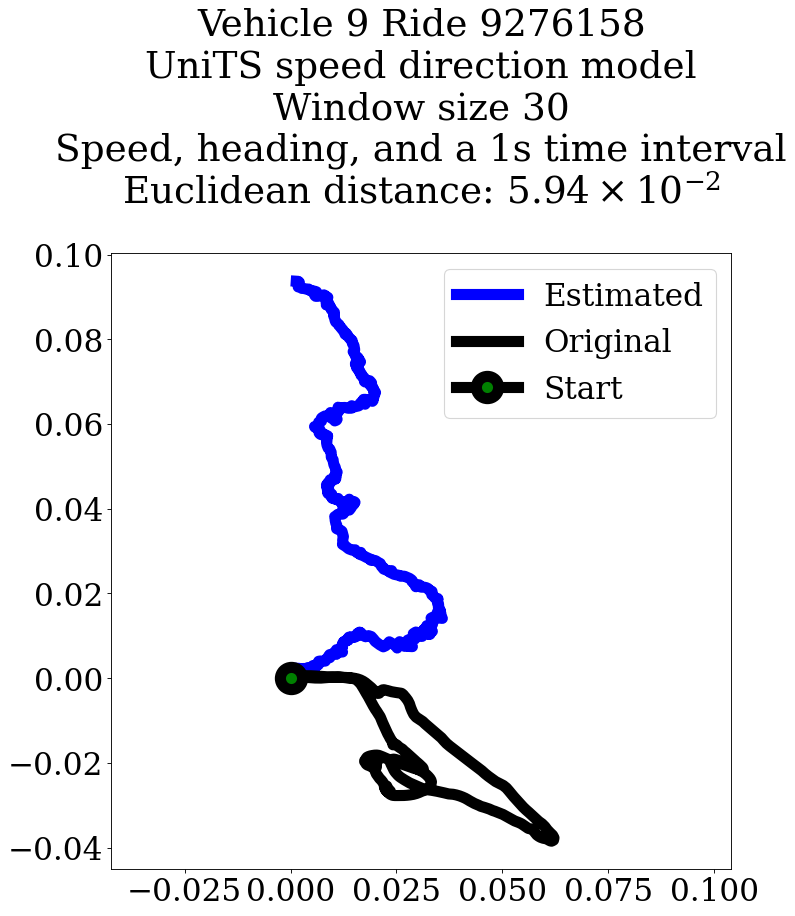 Vehicle 9 Ride 9276158
UniTS speed direction model
Window size 30
Speed, heading, and a 1s time interval
Euclidean distance: 5.94 × 10⁻²
Estimated
Original
Start
0.10
0.08
0.06
0.04
0.02
0.00
−0.02
−0.04
−0.025 0.000 0.025 0.050 0.075 0.100